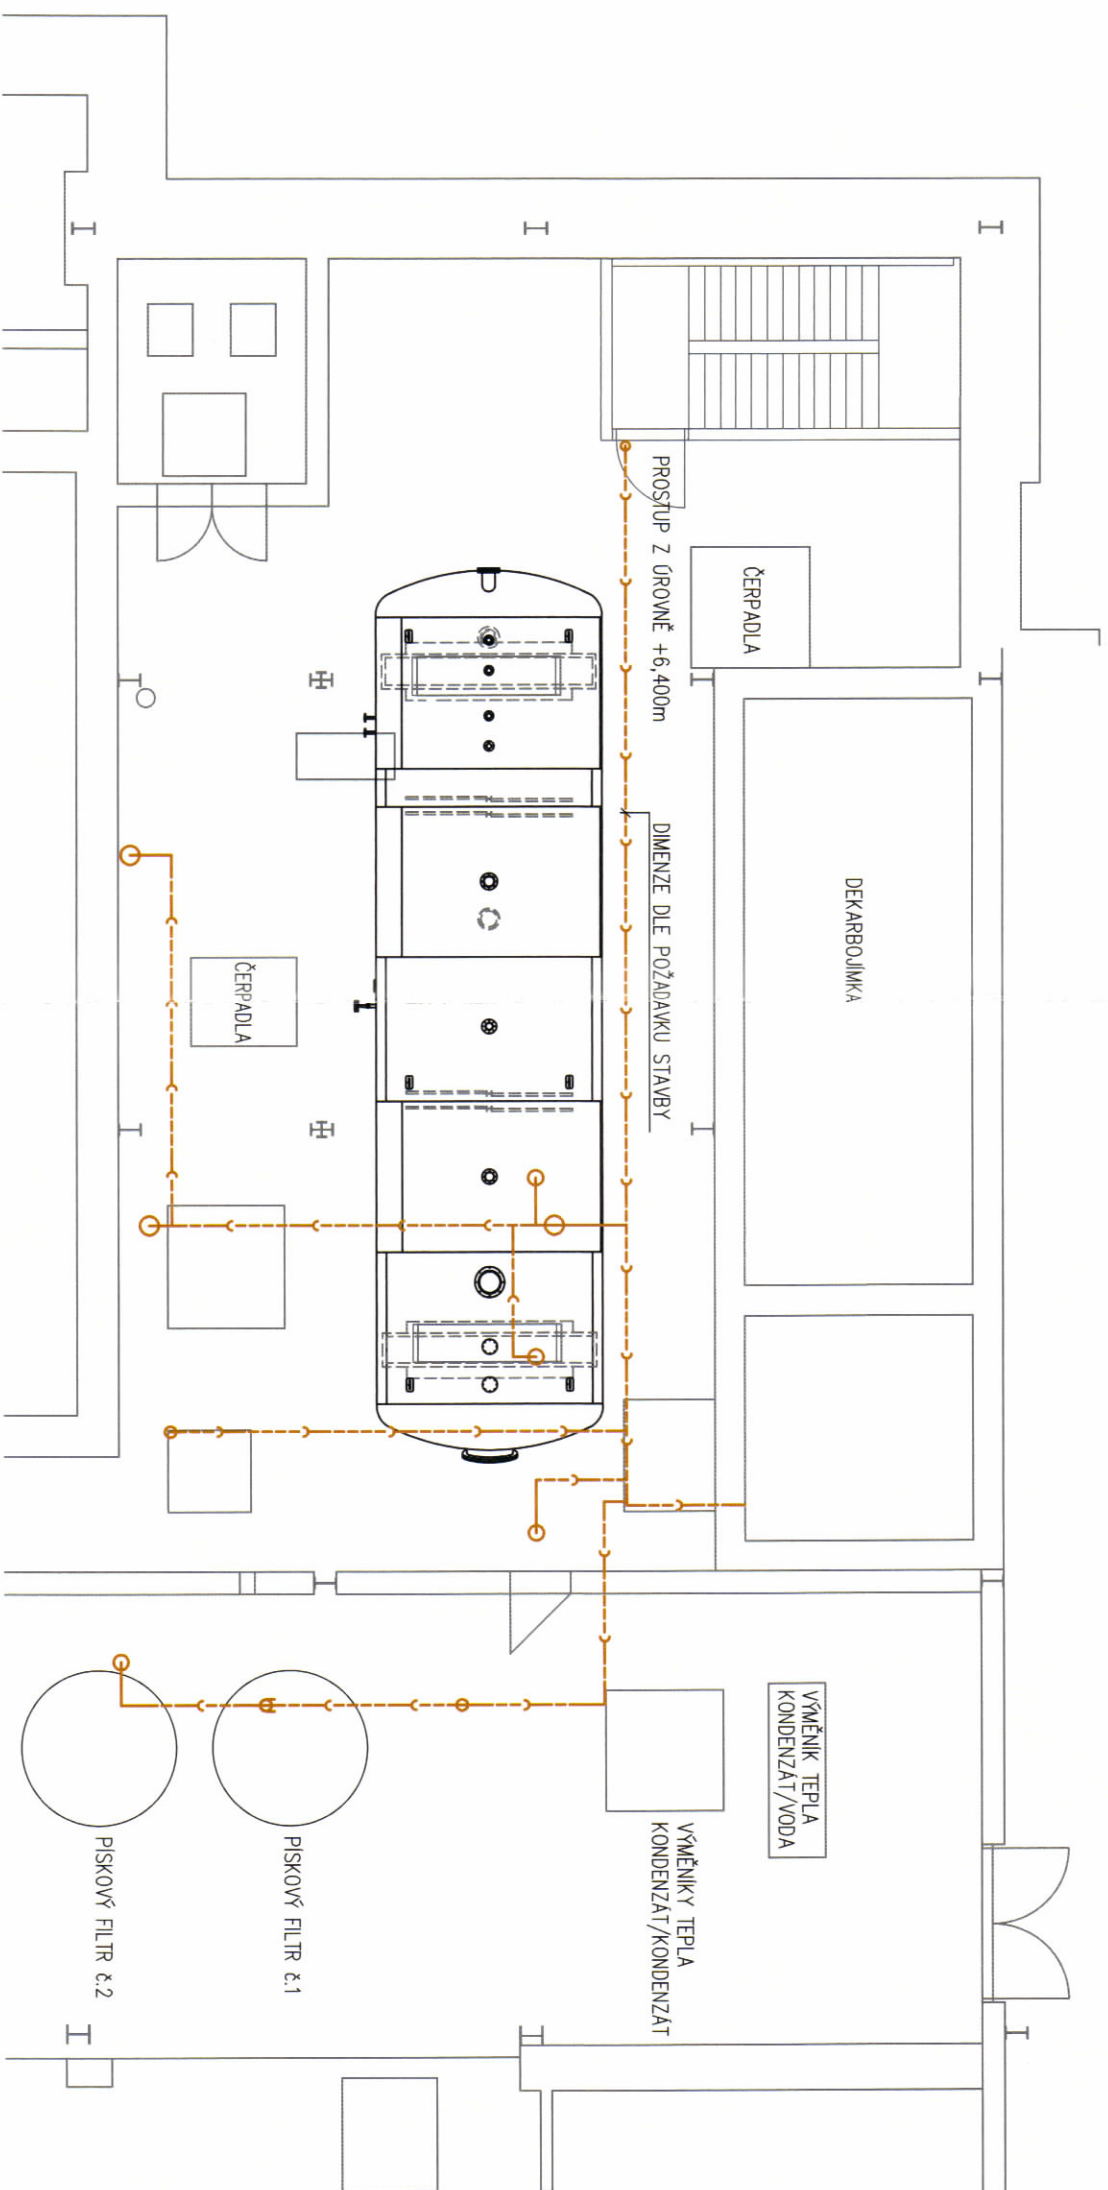 PROSTUP Z ÚROVNĚ +6,400m
ČERPADLA
DIMENZE DLE POŽADAVKU STAVBY
DEKARBOJÍMKA
ČERPADLA
VÝMĚNÍK TEPLA
KONDENZÁT/VODA
VÝMĚNÍKY TEPLA
KONDENZÁT/KONDENZÁT
PÍSKOVÝ FILTR č.1
PÍSKOVÝ FILTR č.2